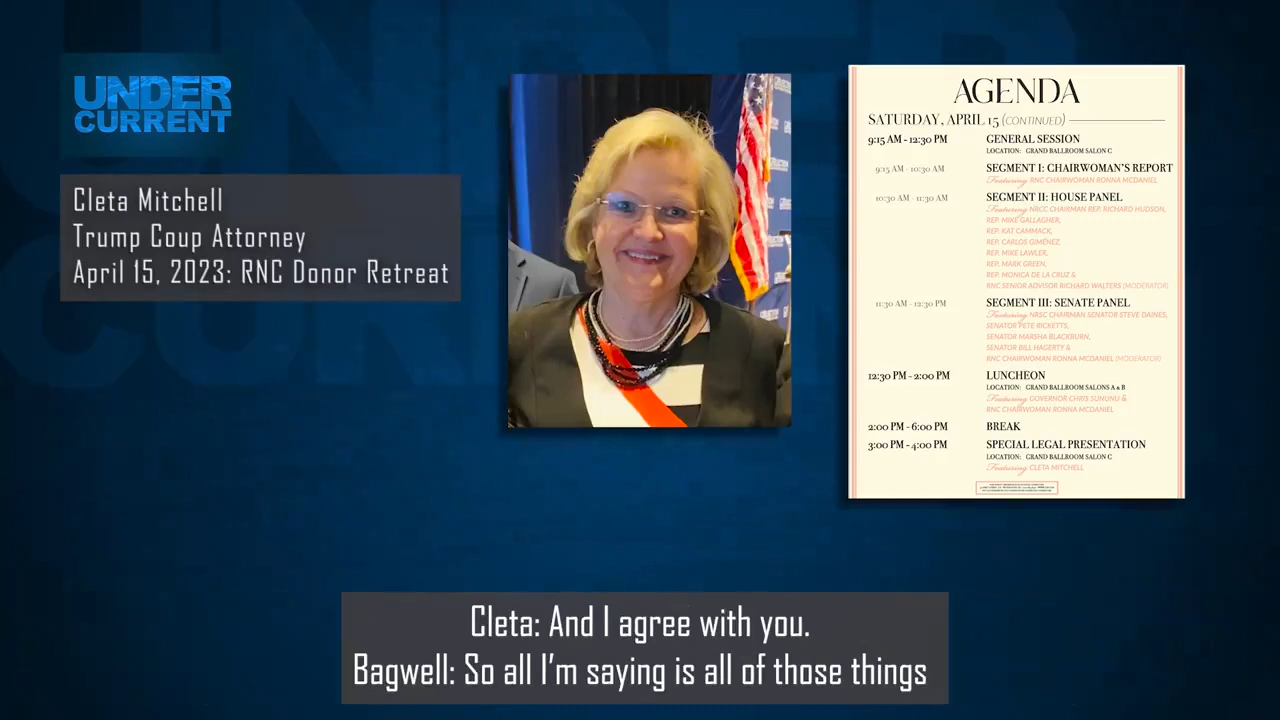 UNDER
CURRENT
Cleta Mitchell
Trump Coup Attorney
April 15, 2023: RNC Donor Retreat
AGENDA
SATURDAY, APRIL 15 (CONTINUED)
9:15 AM - 12:30 PM GENERAL SESSION
LOCATION: GRAND BALLROOM SALON C
9:15 AM - 10:30 AM SEGMENT I: CHAIRWOMAN'S REPORT
Featuring RNC CHAIRWOMAN RONNA MCDANIEL
10:30 AM - 11:30 AM SEGMENT II: HOUSE PANEL
Featuring NRCC CHAIRMAN REP. RICHARD HUDSON,
REP. MIKE GALLAGHER,
REP. KAT CAMMACK,
REP. CARLOS GIMÉNEZ,
REP. MIKE LAWLER,
REP. MARK GREEN,
REP. MONICA DE LA CRUZ &
RNC SENIOR ADVISOR RICHARD WALTERS (MODERATOR)
11:30 AM - 12:30 PM SEGMENT III: SENATE PANEL
Featuring NRSC CHAIRMAN SENATOR STEVE DAINES,
SENATOR PETE RICKETTS,
SENATOR MARSHA BLACKBURN,
SENATOR BILL HAGERTY &
RNC CHAIRWOMAN RONNA MCDANIEL (MODERATOR)
12:30 PM - 2:00 PM LUNCHEON
LOCATION: GRAND BALLROOM SALONS A & B
Featuring GOVERNOR CHRIS SUNUNU &
RNC CHAIRWOMAN RONNA MCDANIEL
2:00 PM - 6:00 PM BREAK
3:00 PM - 4:00 PM SPECIAL LEGAL PRESENTATION
LOCATION: GRAND BALLROOM SALON C
Featuring CLETA MITCHELL
Cleta: And I agree with you.
Bagwell: So all I'm saying is all of those things